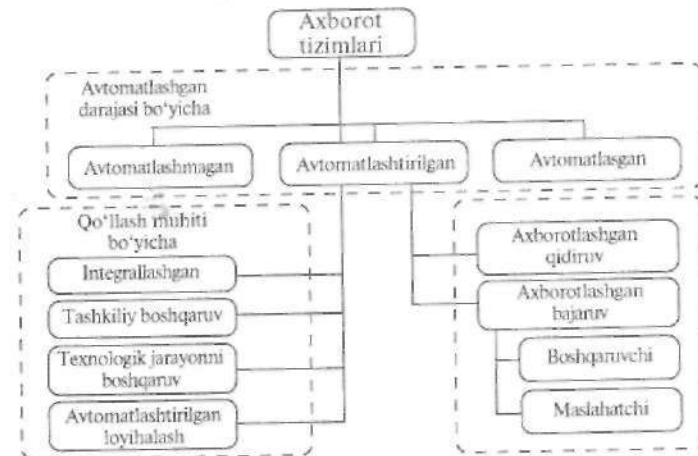 Axborot
tizimlari
Avtomatlashgan
darajasi bo‘yicha
Avtomatlashmagan
Avtomatlashtirilgan
Avtomatlasgan
Qo‘llash muhiti
bo‘yicha
Integrallashgan
Tashkiliy boshqaruv
Texnologik jarayonni
boshqaruv
Avtomatlashtirilgan
loyihalash
Axborotlashgan
qidiruv
Axborotlashgan
bajaruv
Boshqaruvchi
Maslahatchi